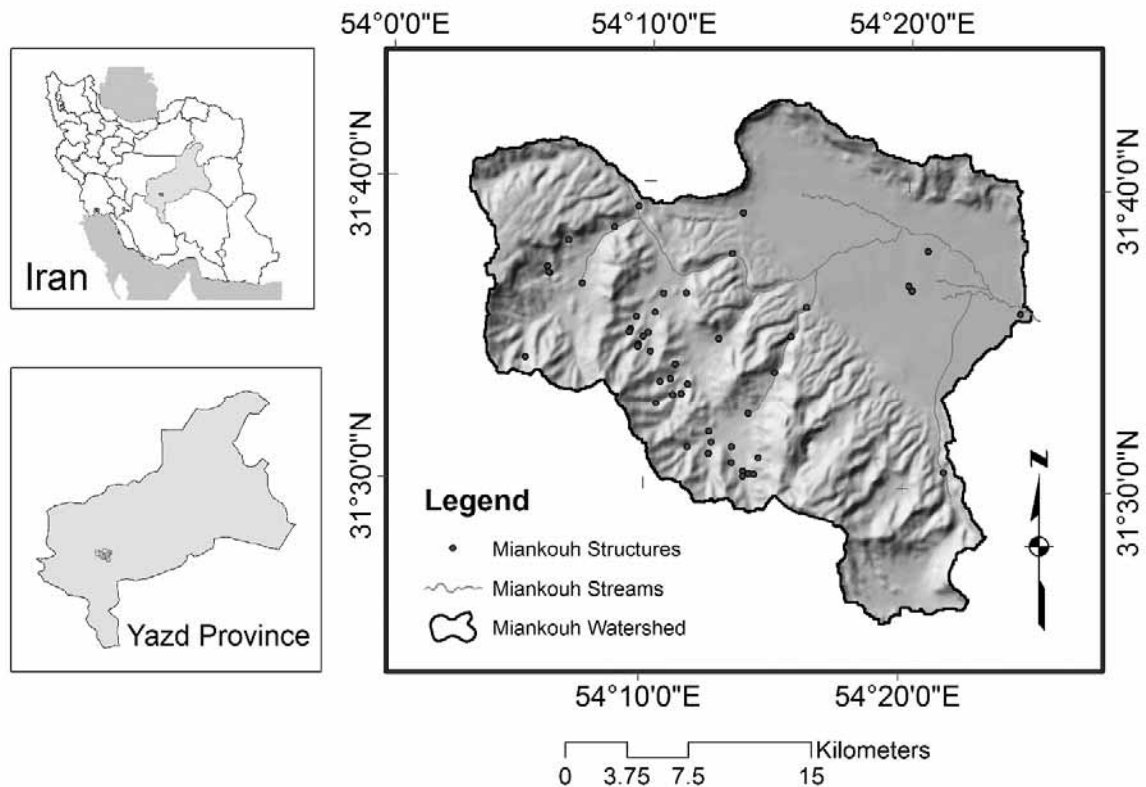 54°0'0"E
54°10'0"E
54°20'0"E
Iran
31°40'0"N
31°40'0"N
Yazd Province
31°30'0"N
31°30'0"N
N
Legend
Miankouh Structures
Miankouh Streams
Miankouh Watershed
54°10'0"E
54°20'0"E
Kilometers
0 3.75 7.5 15